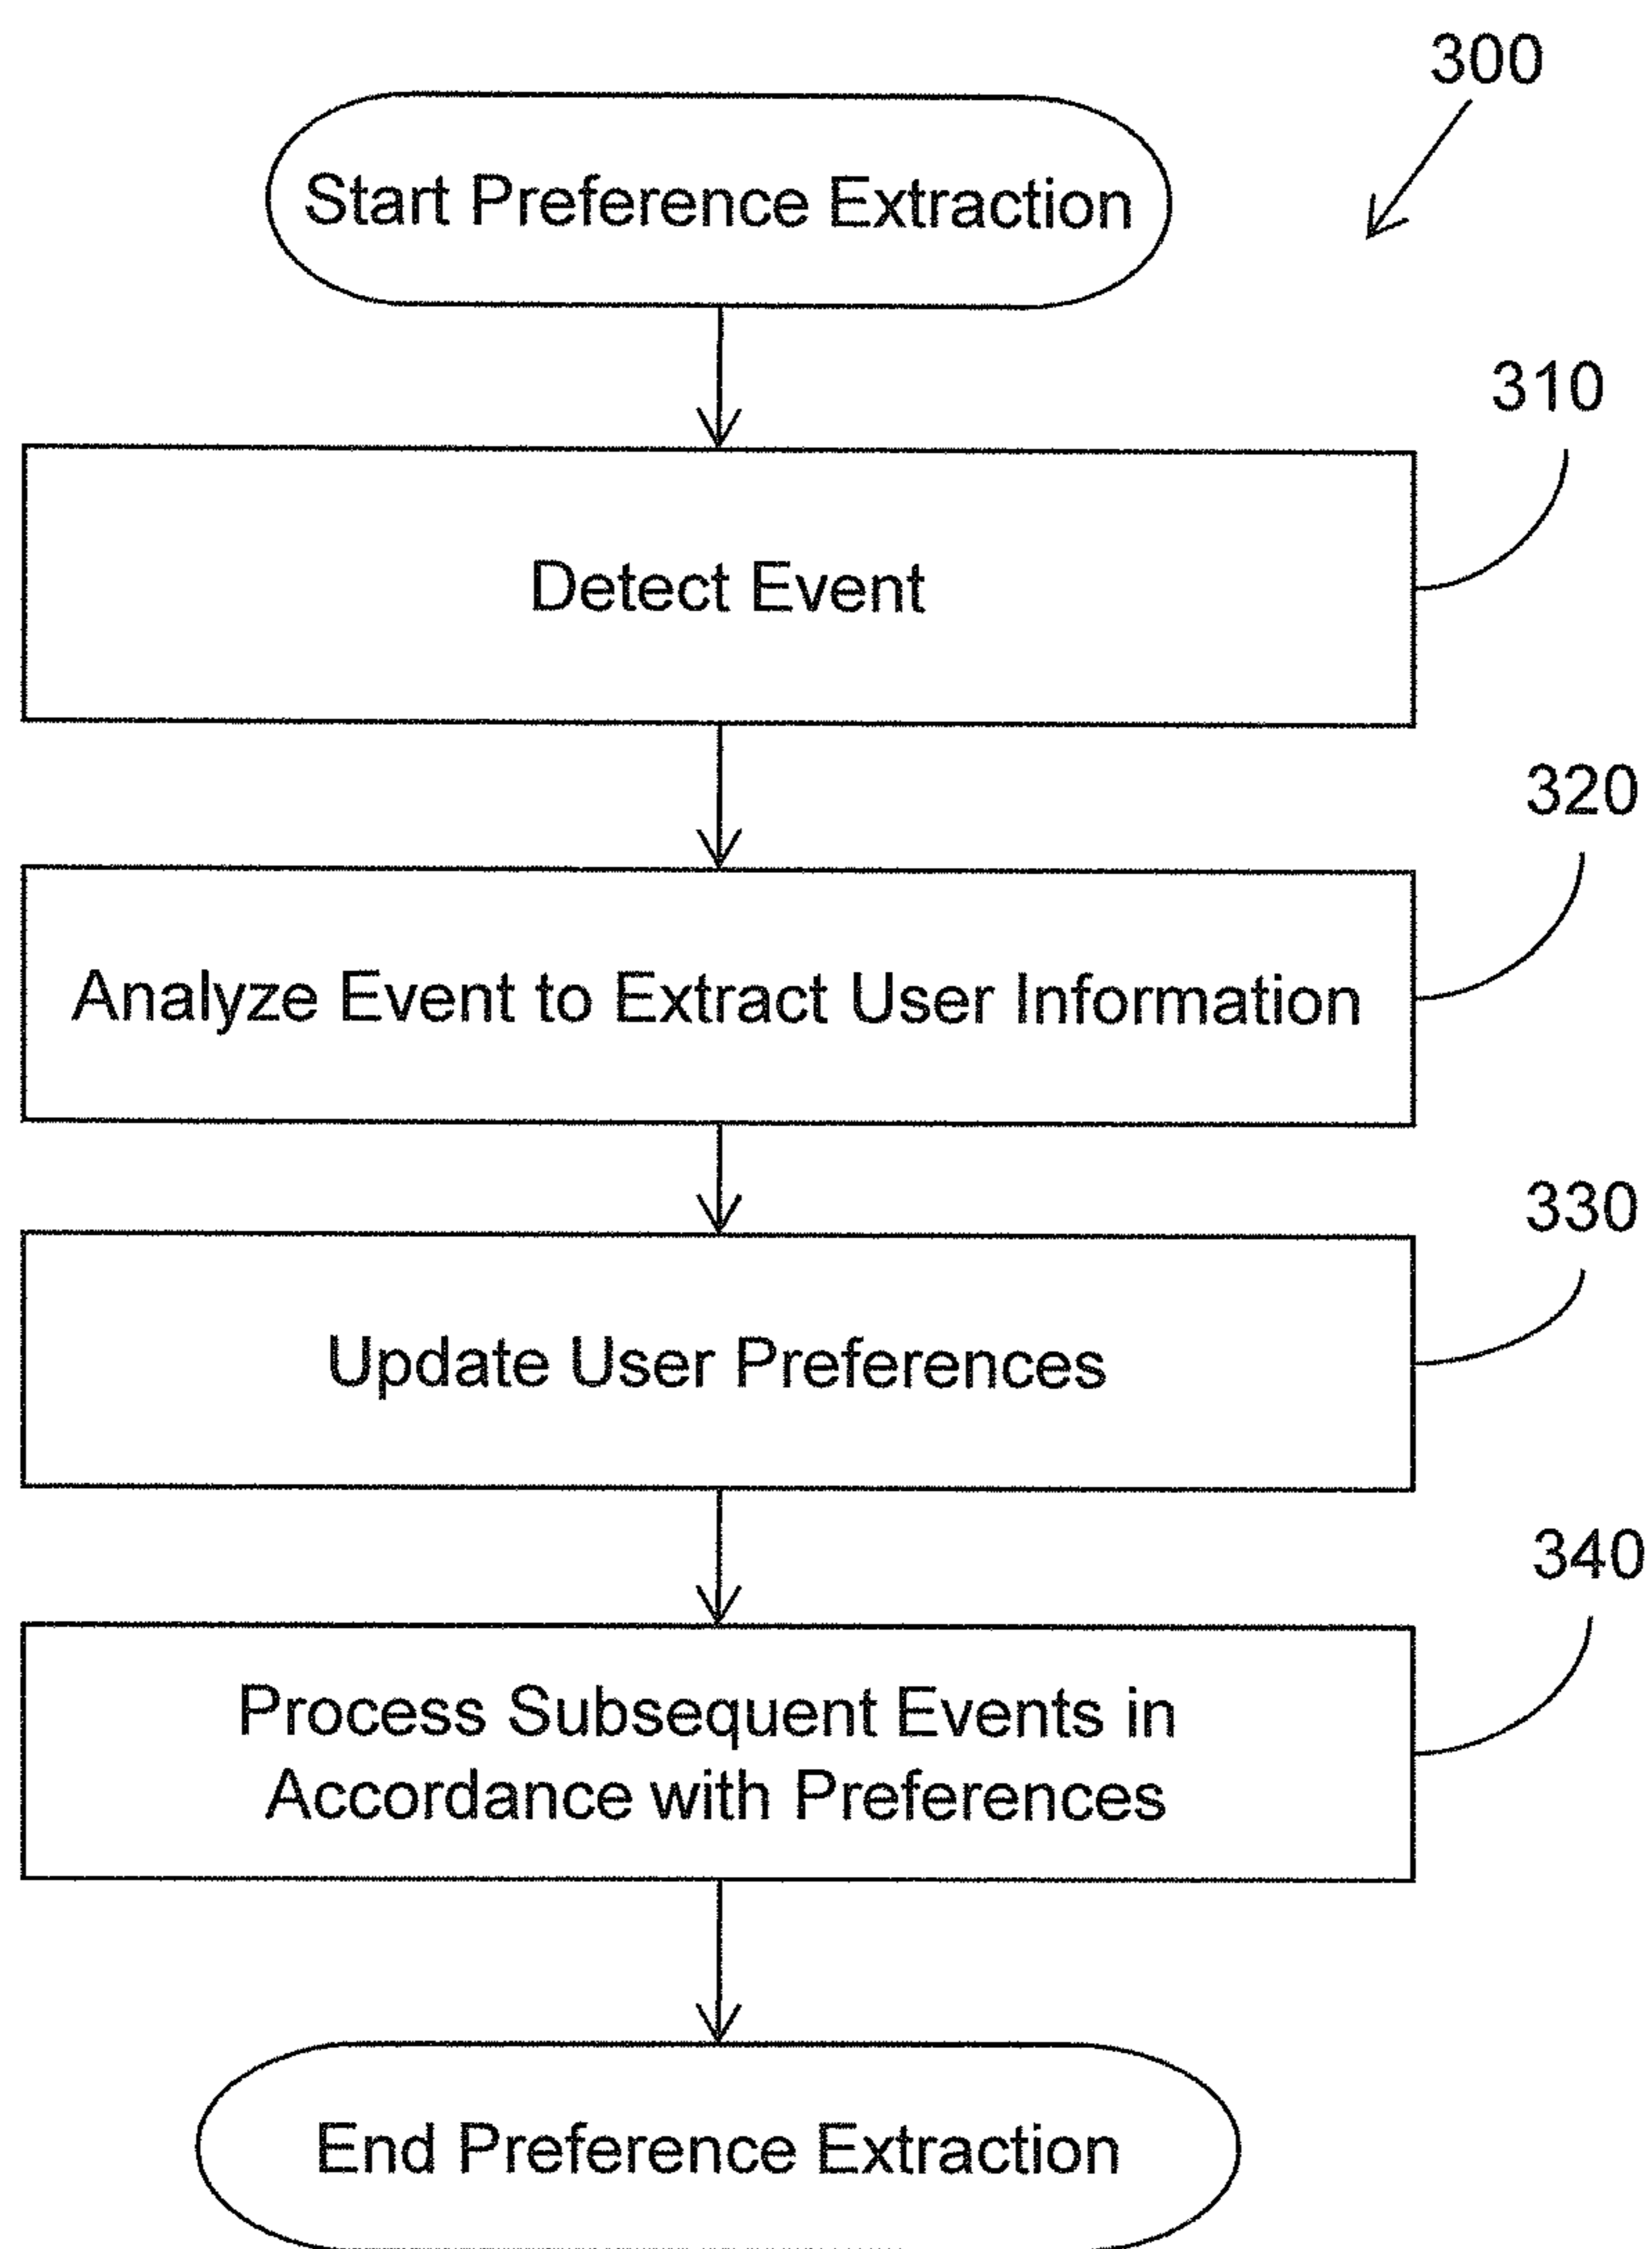 300
Start Preference Extraction
310
Detect Event
320
Analyze Event to Extract User Information
330
Update User Preferences
340
Process Subsequent Events in
Accordance with Preferences
End Preference Extraction